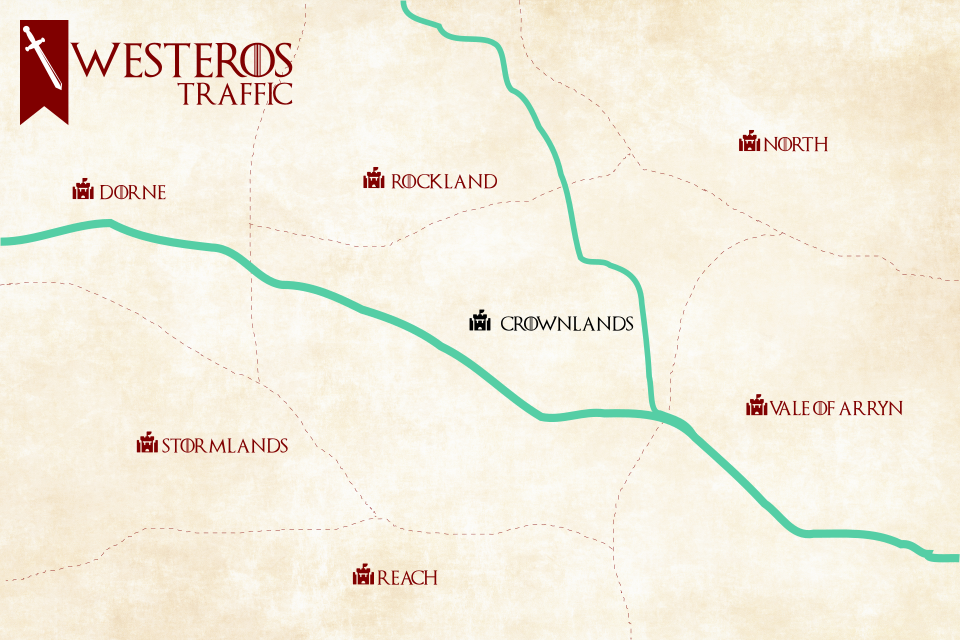 WESTEROS
TRAFFIC
NORTH
ROCKLAND
DORNE
CROWNLANDS
VALE OF ARRYN
STORMLANDS
REACH